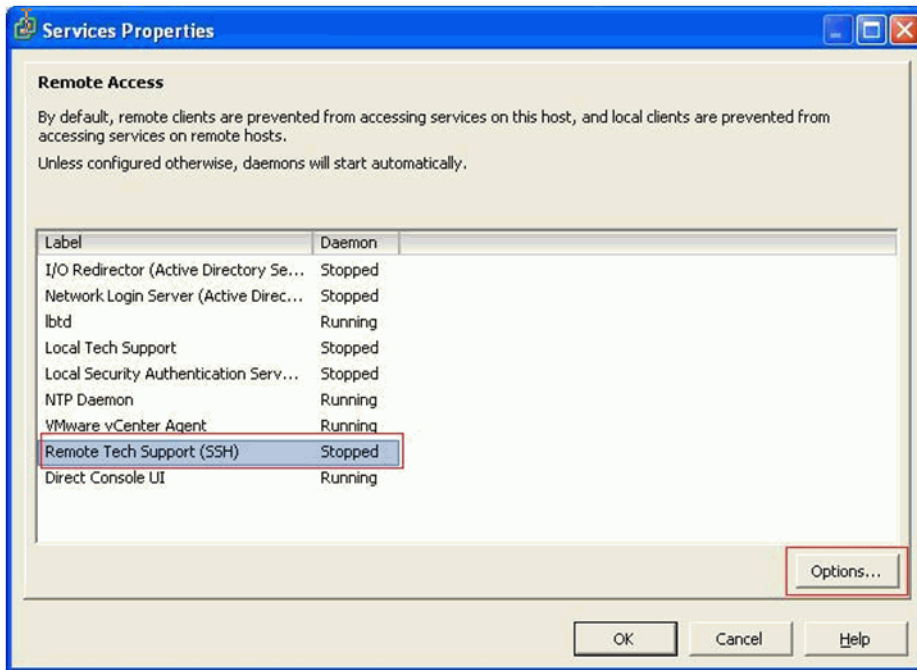 Services Properties
Remote Access
By default, remote clients are prevented from accessing services on this host, and local clients are prevented from
accessing services on remote hosts.
Unless configured otherwise, daemons will start automatically.
Label Daemon
I/O Redirector (Active Directory Se... Stopped
Network Login Server (Active Direc... Stopped
lbtd Running
Local Tech Support Stopped
Local Security Authentication Serv... Stopped
NTP Daemon Running
VMware vCenter Agent Running
Remote Tech Support (SSH) Stopped
Direct Console UI Running
Options...
OK Cancel Help